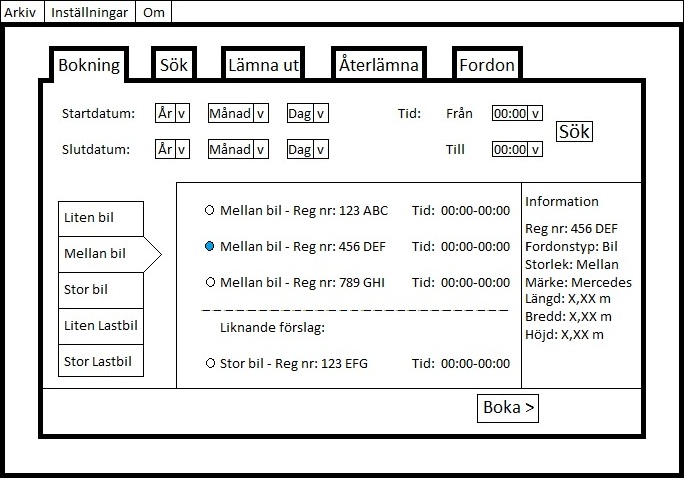 Arkiv Inställningar Om
Bokning Sök Lämna ut Återlämna Fordon
Startdatum: År v Månad v Dag v Tid: Från 00:00 v
Sök
Slutdatum: År v Månad v Dag v Till 00:00 v
Liten bil
Mellan bil
Stor bil
Liten Lastbil
Stor Lastbil
Mellan bil - Reg nr: 123 ABC Tid: 00:00-00:00
Mellan bil - Reg nr: 456 DEF Tid: 00:00-00:00
Mellan bil - Reg nr: 789 GHI Tid: 00:00-00:00
Liknande förslag:
Stor bil - Reg nr: 123 EFG Tid: 00:00-00:00
Information
Reg nr: 456 DEF
Fordonstyp: Bil
Storlek: Mellan
Märke: Mercedes
Längd: X,XX m
Bredd: X,XX m
Höjd: X,XX m
Boka >